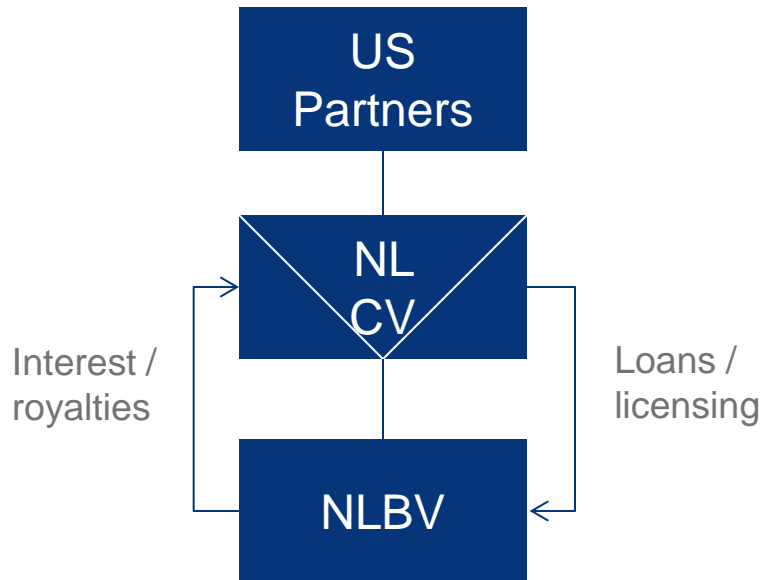 US
Partners
NL
CV
Interest /
royalties
Loans /
licensing
NLBV